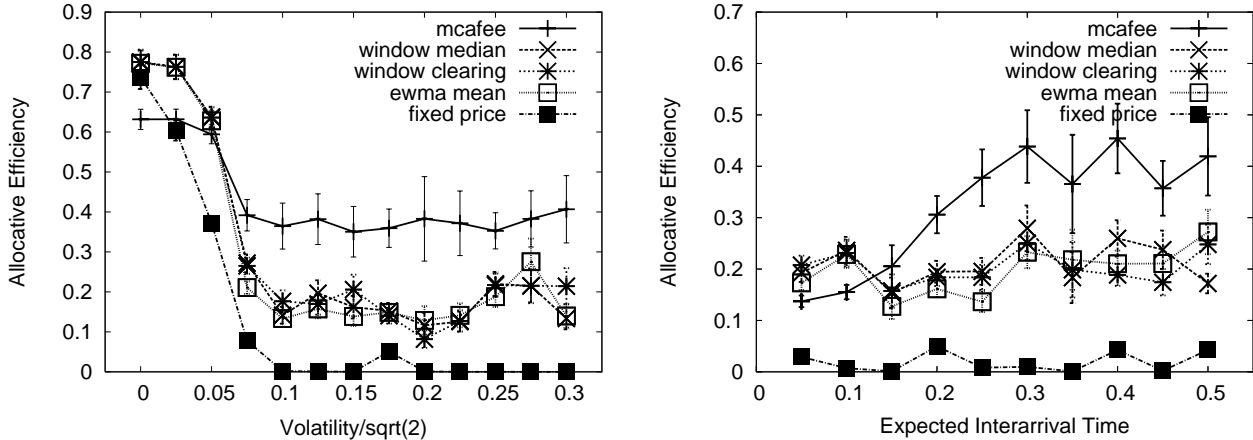 0.9
0.8
0.7
0.6
0.5
0.4
0.3
0.2
0.1
0
Allocative Efficiency
mcafee
window median
window clearing
ewma mean
fixed price
0 0.05 0.1 0.15 0.2 0.25 0.3
Volatility/sqrt(2)
0.7
0.6
0.5
0.4
0.3
0.2
0.1
0
Allocative Efficiency
mcafee
window median
window clearing
ewma mean
fixed price
0 0.1 0.2 0.3 0.4 0.5
Expected Interarrival Time